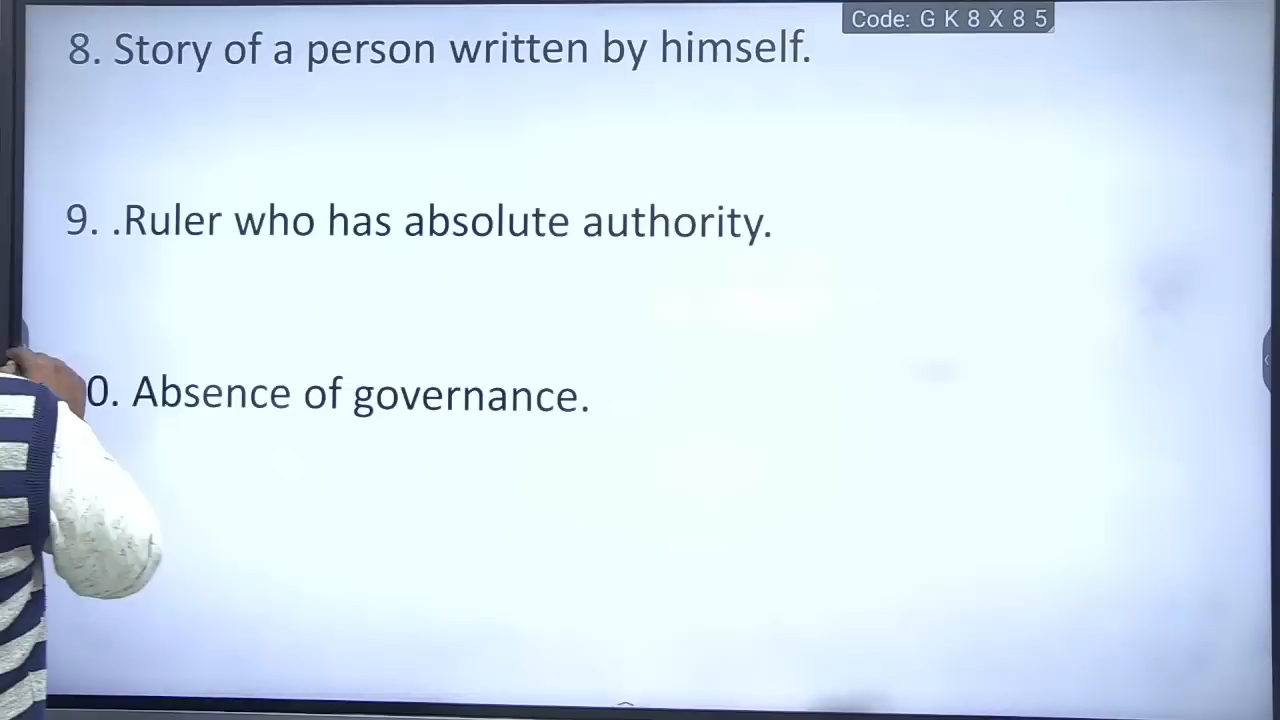 Code: G K 8 X 8 5
8. Story of a person written by himself.
9. .Ruler who has absolute authority.
0. Absence of governance.